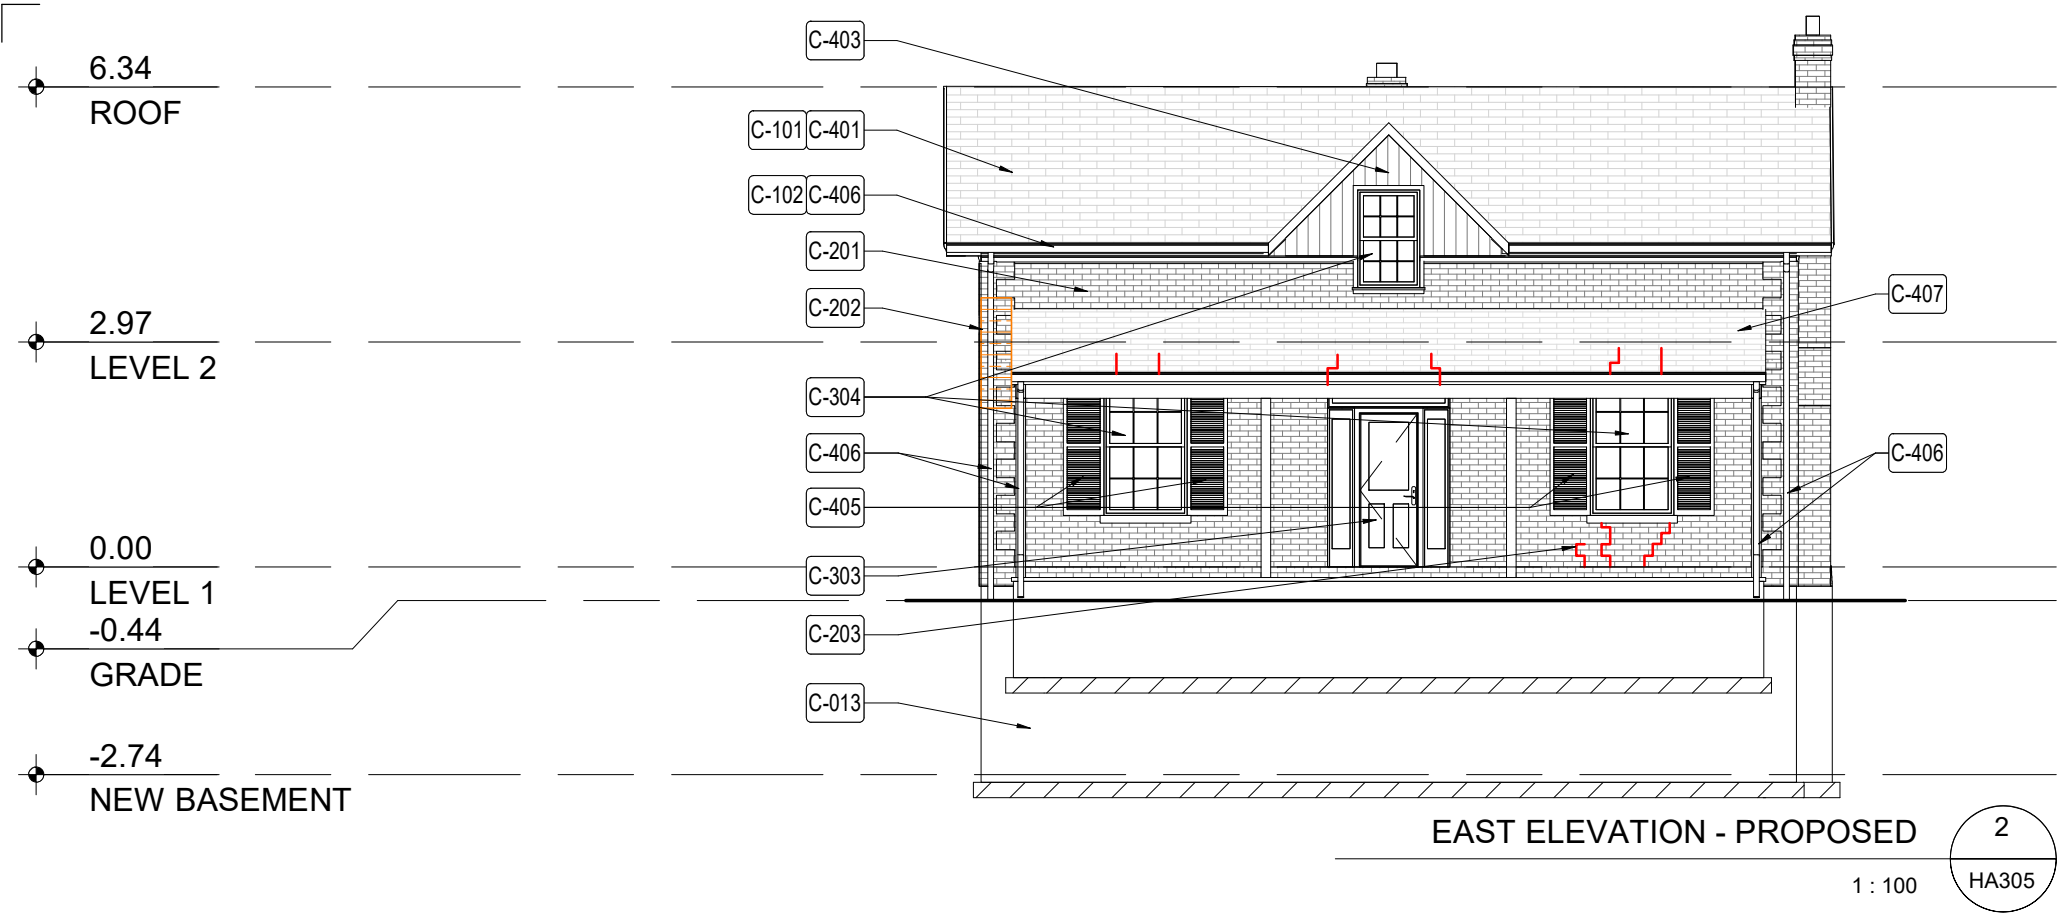 6.34
ROOF
2.97
LEVEL 2
0.00
LEVEL 1
-0.44
GRADE
-2.74
NEW BASEMENT
C-403
C-101 C-401
C-102 C-406
C-201
C-202
C-304
C-406
C-405
C-303
C-203
C-013
C-407
C-406
EAST ELEVATION - PROPOSED
1 : 100
2
HA305